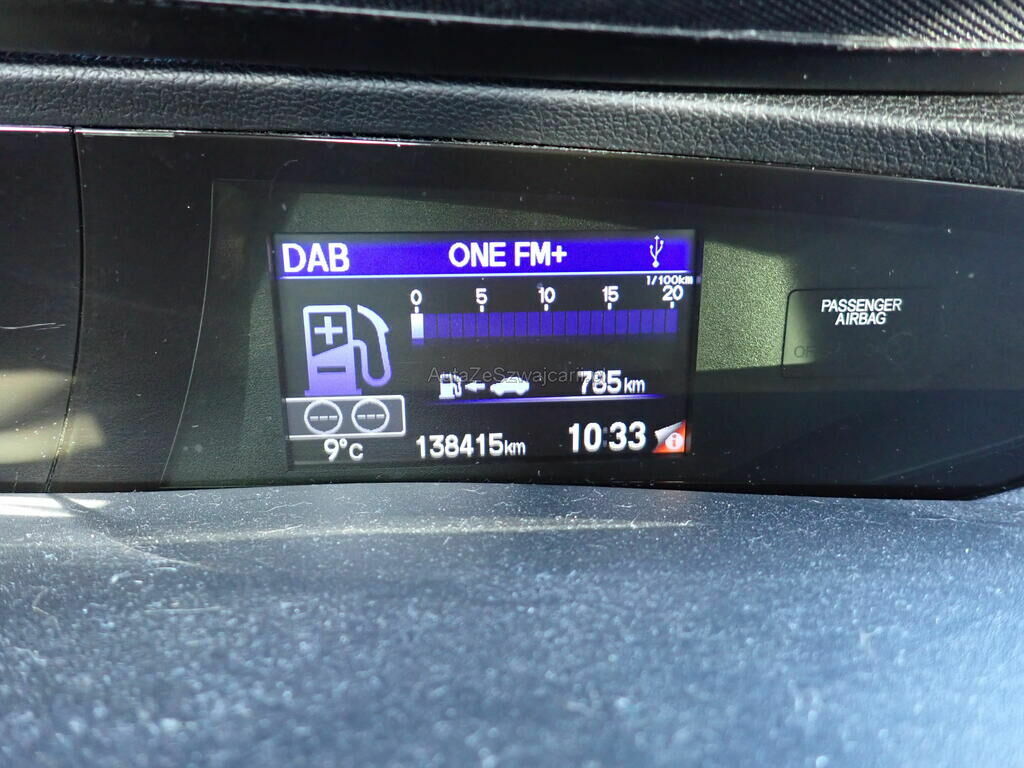 DAB ONE FM+
1/100km
0 5 10 15 20
PASSENGER
AIRBAG
AutaZeSzwajcarii
785km
--- ---
9°C 138415km 10:33